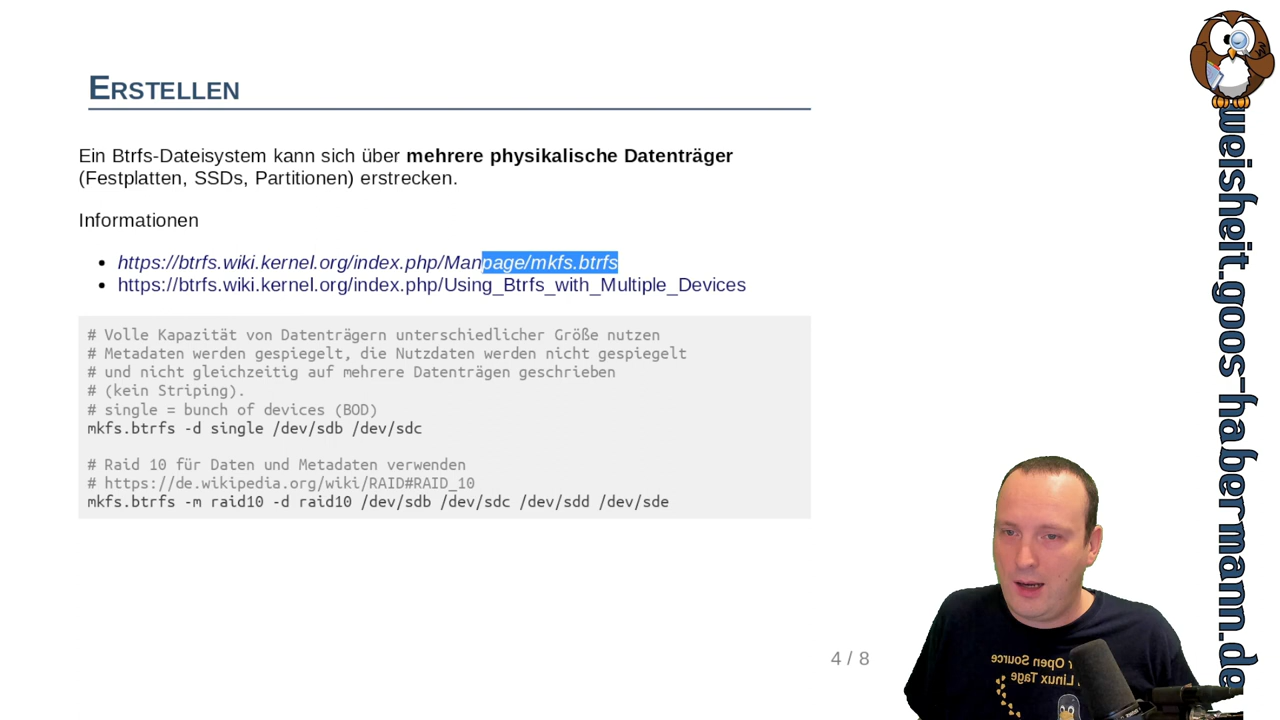 ERSTELLEN
Ein Btrfs-Dateisystem kann sich über mehrere physikalische Datenträger
(Festplatten, SSDs, Partitionen) erstrecken.
Informationen
https://btrfs.wiki.kernel.org/index.php/Manpage/mkfs.btrfs
https://btrfs.wiki.kernel.org/index.php/Using_Btrfs_with_Multiple_Devices
# Volle Kapazität von Datenträgern unterschiedlicher Größe nutzen
# Metadaten werden gespiegelt, die Nutzdaten werden nicht gespiegelt
# und nicht gleichzeitig auf mehrere Datenträgen geschrieben
# (kein Striping).
# single = bunch of devices (BOD)
mkfs.btrfs -d single /dev/sdb /dev/sdc
# Raid 10 für Daten und Metadaten verwenden
# https://de.wikipedia.org/wiki/RAID#RAID_10
mkfs.btrfs -m raid10 -d raid10 /dev/sdb /dev/sdc /dev/sdd /dev/sde
4 / 8
weisheit.goos-habermann.de
r Open Source
Linux Tage